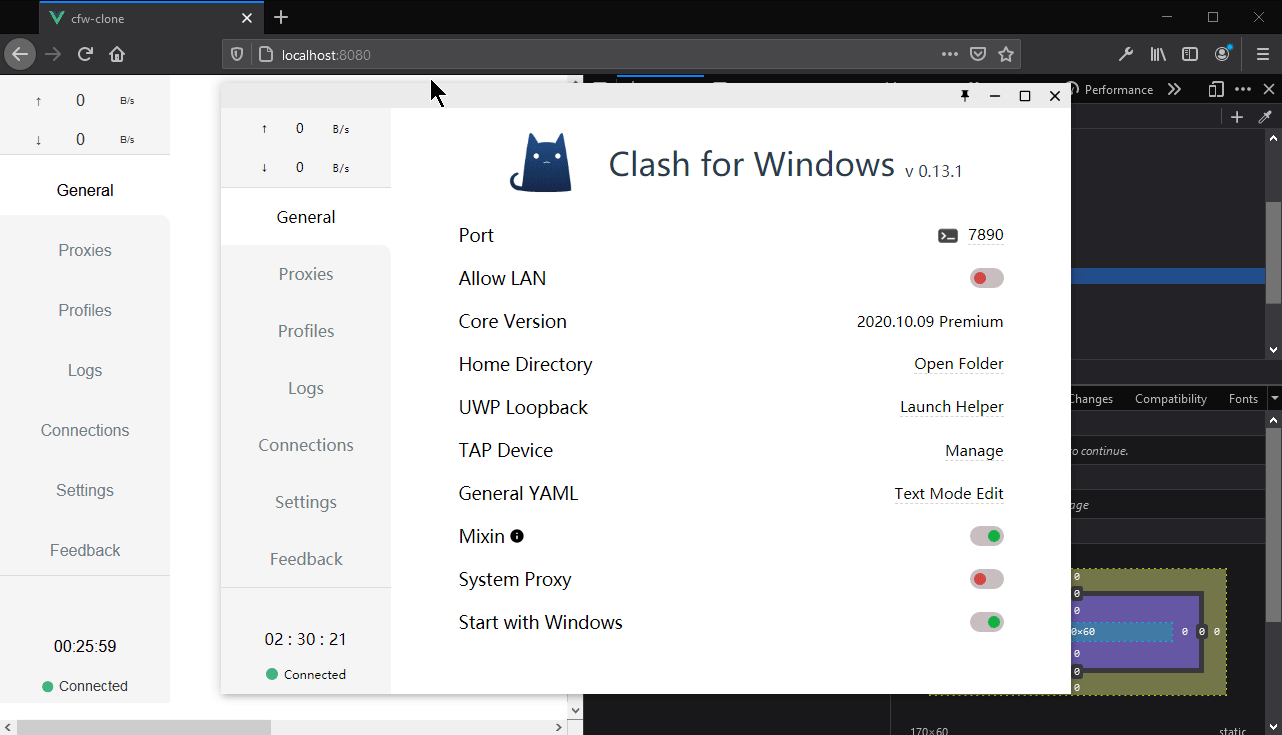 cfw-clone
localhost:8080
Performance
↑ 0 B/s
↓ 0 B/s
General
Proxies
Profiles
Logs
Connections
Settings
Feedback
00:25:59
Connected
↑ 0 B/s
↓ 0 B/s
General
Proxies
Profiles
Logs
Connections
Settings
Feedback
02 : 30 : 21
Connected
Clash for Windows v 0.13.1
Port 7890
Allow LAN
Core Version 2020.10.09 Premium
Home Directory Open Folder
UWP Loopback Launch Helper
TAP Device Manage
General YAML Text Mode Edit
Mixin
System Proxy
Start with Windows
Changes Compatibility Fonts
to continue.
0
0
0
0×60 0 0 0
0
0
0
170×60 static